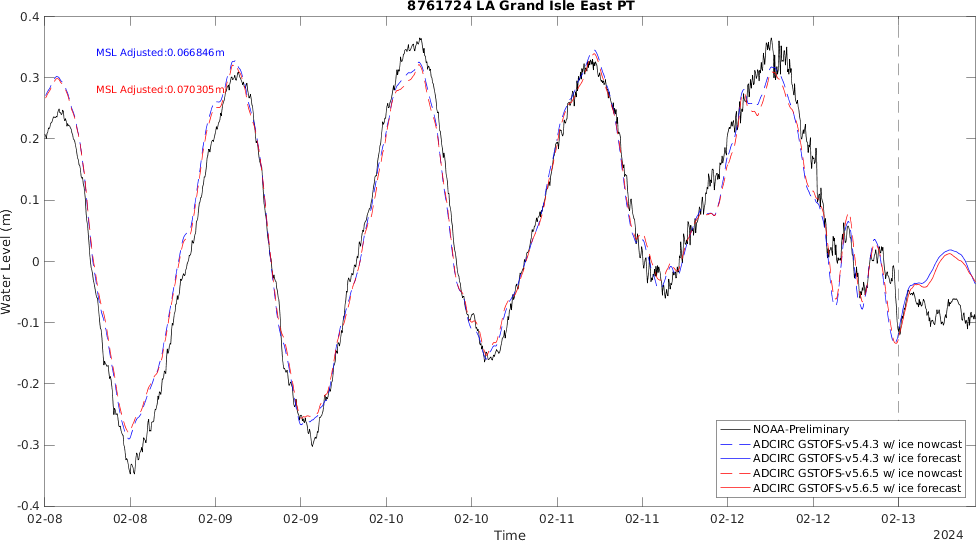 8761724 LA Grand Isle East PT
MSL Adjusted:0.066846m
MSL Adjusted:0.070305m
Water Level (m)
0.4
0.3
0.2
0.1
0
-0.1
-0.2
-0.3
-0.4
NOAA-Preliminary
ADCIRC GSTOFS-v5.4.3 w/ ice nowcast
ADCIRC GSTOFS-v5.4.3 w/ ice forecast
ADCIRC GSTOFS-v5.6.5 w/ ice nowcast
ADCIRC GSTOFS-v5.6.5 w/ ice forecast
02-08 02-08 02-09 02-09 02-10 02-10 02-11 02-11 02-12 02-12 02-13
Time
2024